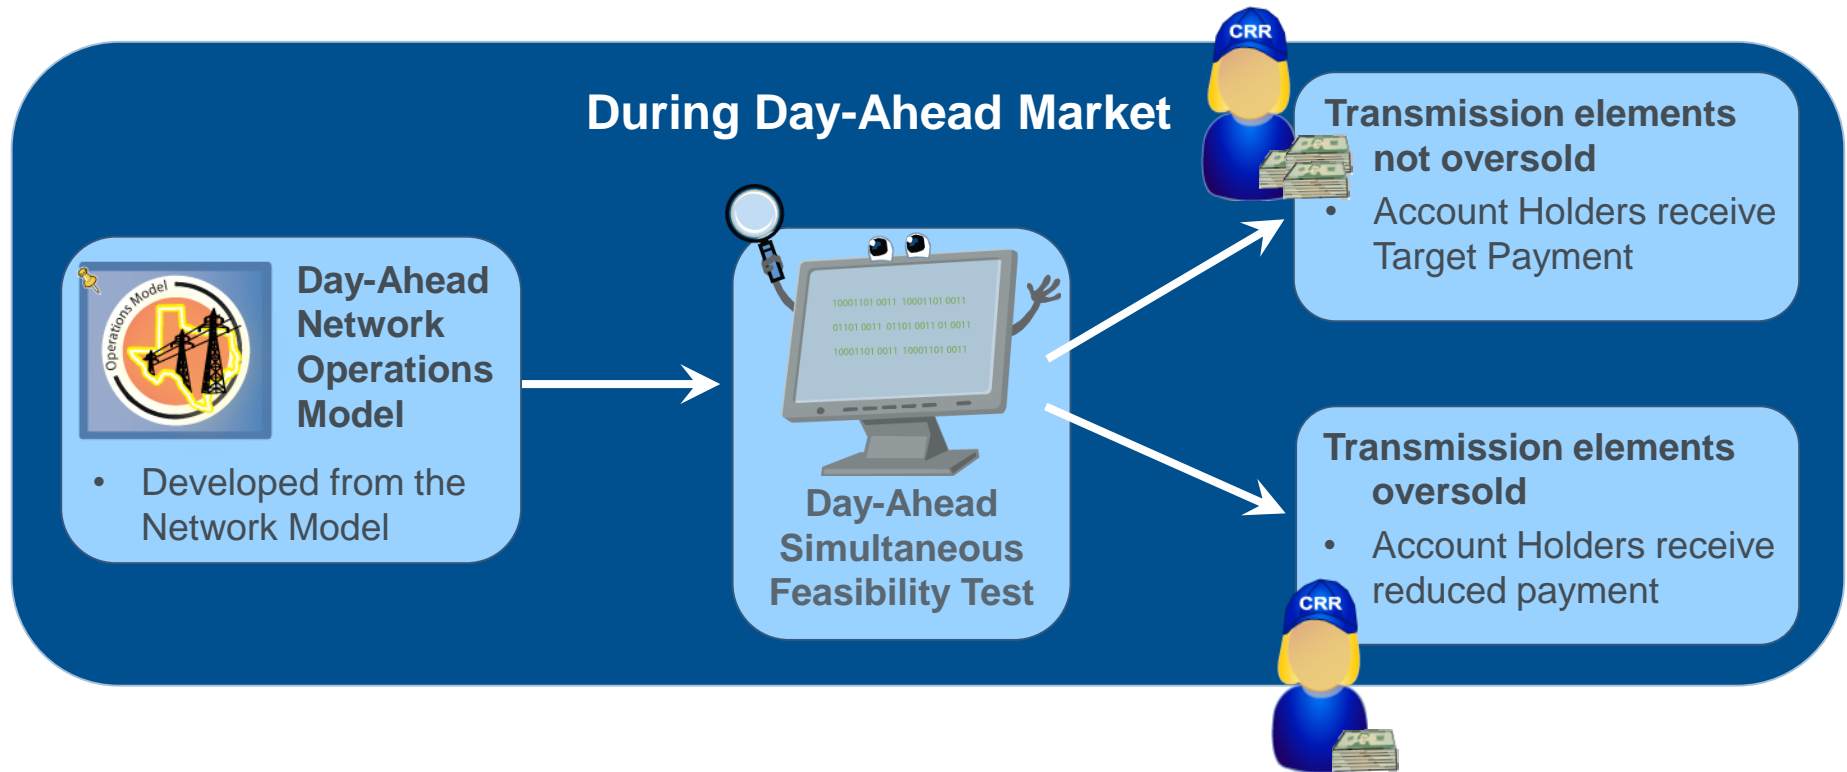 During Day-Ahead Market
Operations Model
Day-Ahead
Network
Operations
Model
• Developed from the
Network Model
10001101 0011 10001101 0011
01101 0011 01101 0011 01 0011
10001101 0011 10001101 0011
Day-Ahead
Simultaneous
Feasibility Test
CRR
Transmission elements
not oversold
• Account Holders receive
Target Payment
Transmission elements
oversold
• Account Holders receive
reduced payment
CRR